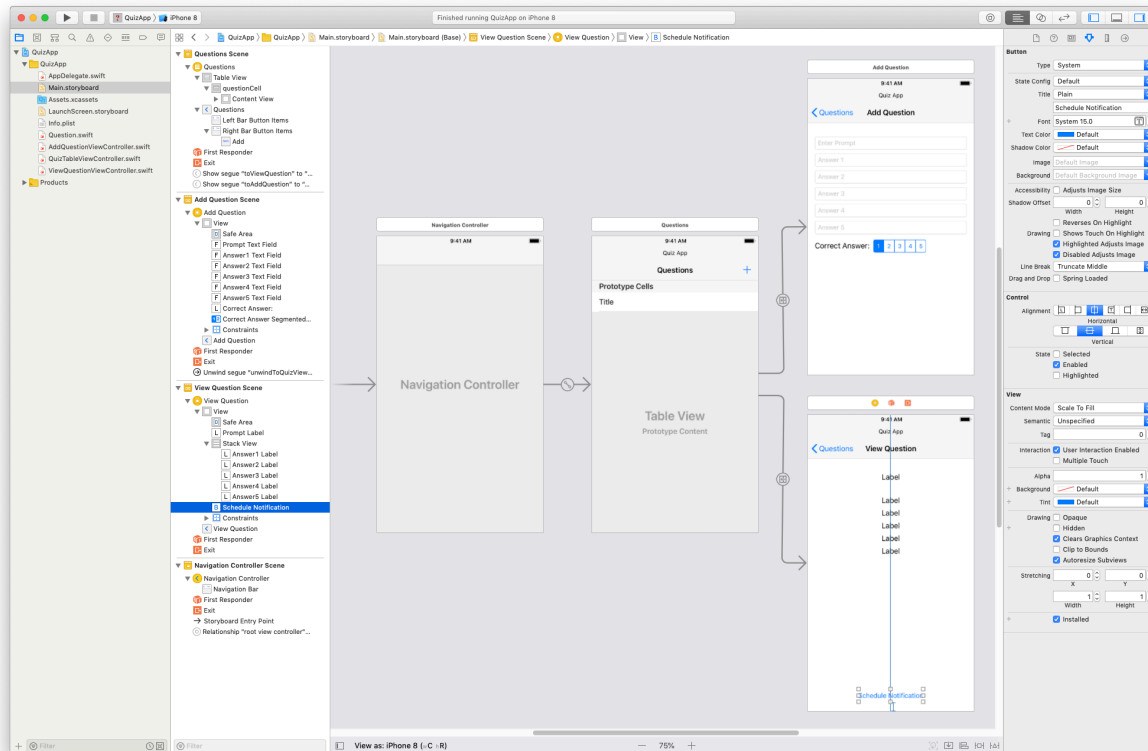 QuizApp
iPhone 8
Finished running QuizApp on iPhone 8
QuizApp
QuizApp
Main.storyboard
Main.storyboard (Base)
View Question Scene
View Question
View
B Schedule Notification
QuizApp
QuizApp
AppDelegate.swift
Main.storyboard
Assets.xcassets
LaunchScreen.storyboard
Info.plist
Question.swift
AddQuestionViewController.swift
QuizTableViewController.swift
ViewQuestionViewController.swift
Products
Filter
Questions Scene
Questions
Table View
questionCell
Content View
Questions
Left Bar Button Items
Right Bar Button Items
Add
First Responder
Exit
Show segue "toViewQuestion" to "...
Show segue "toAddQuestion" to "...
Add Question Scene
Add Question
View
Safe Area
F Prompt Text Field
F Answer1 Text Field
F Answer2 Text Field
F Answer3 Text Field
F Answer4 Text Field
F Answer5 Text Field
L Correct Answer:
Correct Answer Segmented...
Constraints
Add Question
First Responder
Exit
Unwind segue "unwindToQuizView...
View Question Scene
View Question
View
Safe Area
L Prompt Label
Stack View
L Answer1 Label
L Answer2 Label
L Answer3 Label
L Answer4 Label
L Answer5 Label
B Schedule Notification
Constraints
View Question
First Responder
Exit
Navigation Controller Scene
Navigation Controller
Navigation Bar
First Responder
Exit
Storyboard Entry Point
Relationship "root view controller"...
Filter
Navigation Controller
9:41 AM
Navigation Controller
Questions
9:41 AM
Quiz App
Questions +
Prototype Cells
Title
Table View
Prototype Content
Add Question
9:41 AM
Quiz App
Questions Add Question
Enter Prompt
Answer 1
Answer 2
Answer 3
Answer 4
Answer 5
Correct Answer: 1 2 3 4 5
9:41 AM
Quiz App
Questions View Question
Label
Label
Label
Label
Label
Label
Schedule Notification
View as: iPhone 8 (wC hR)
— 75% +
Button
Type System
State Config Default
Title Plain
Schedule Notification
Font System 15.0
Text Color Default
Shadow Color Default
Image Default Image
Background Default Background Image
Accessibility Adjusts Image Size
Shadow Offset 0 0
Width Height
Reverses On Highlight
Drawing Shows Touch On Highlight
Highlighted Adjusts Image
Disabled Adjusts Image
Line Break Truncate Middle
Drag and Drop Spring Loaded
Control
Alignment
Horizontal
Vertical
State Selected
Enabled
Highlighted
View
Content Mode Scale To Fill
Semantic Unspecified
Tag 0
Interaction User Interaction Enabled
Multiple Touch
Alpha 1
Background Default
Tint Default
Drawing Opaque
Hidden
Clears Graphics Context
Clip to Bounds
Autoresize Subviews
Stretching 0 0
X Y
1 1
Width Height
Installed